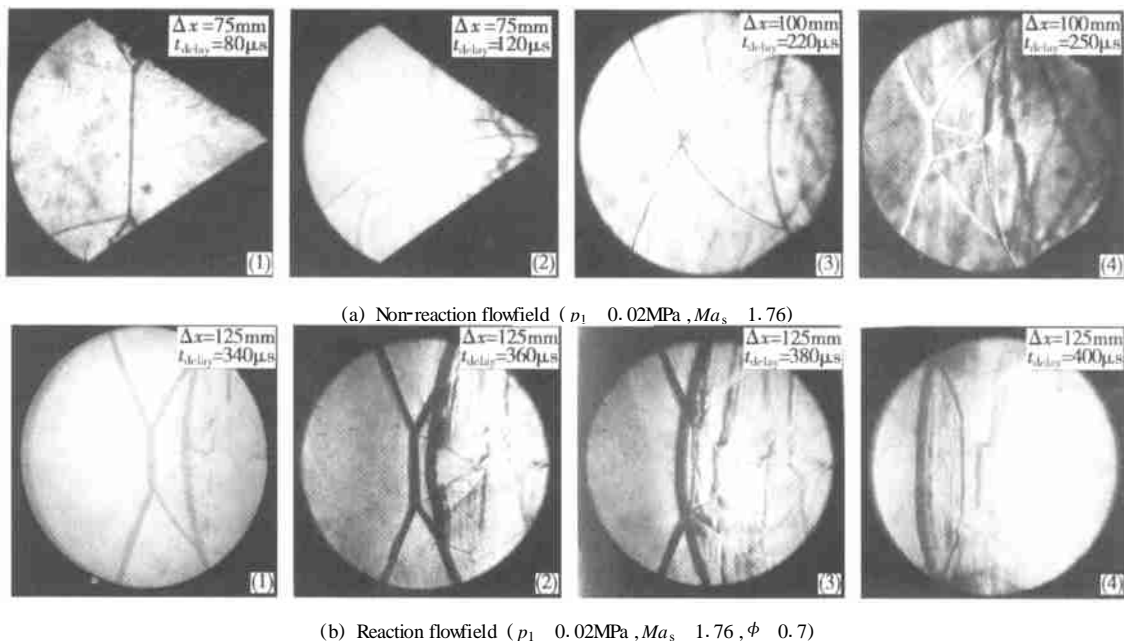 Δx=75mm
t_delay=80μs
(1)
Δx=75mm
t_delay=120μs
(2)
Δx=100mm
t_delay=220μs
(3)
Δx=100mm
t_delay=250μs
(4)
(a) Non-reaction flowfield ( p₁ 0.02MPa , Ma_s 1.76)
Δx=125mm
t_delay=340μs
(1)
Δx=125mm
t_delay=360μs
(2)
Δx=125mm
t_delay=380μs
(3)
Δx=125mm
t_delay=400μs
(4)
(b) Reaction flowfield ( p₁ 0.02MPa , Ma_s 1.76 , ϕ 0.7)